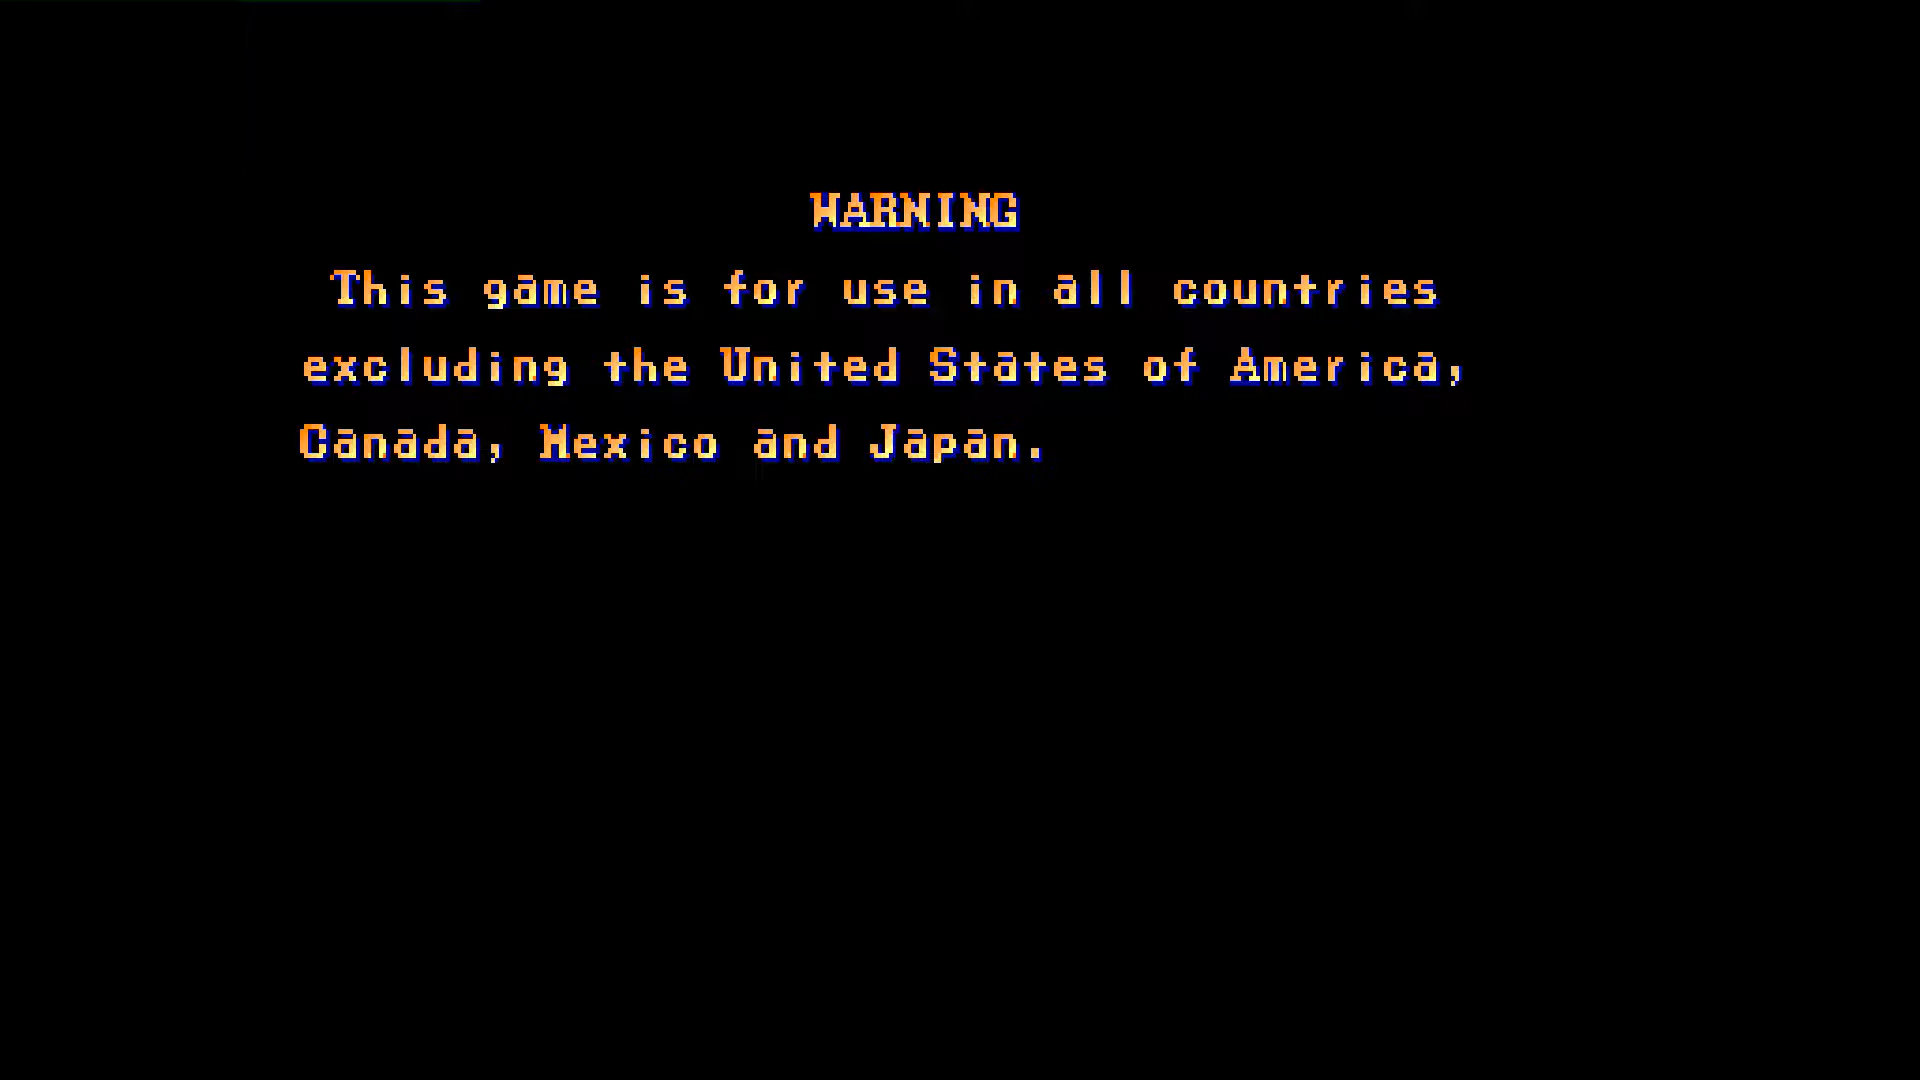 WARNING
This game is for use in all countries
excluding the United States of America,
Canada, Mexico and Japan.